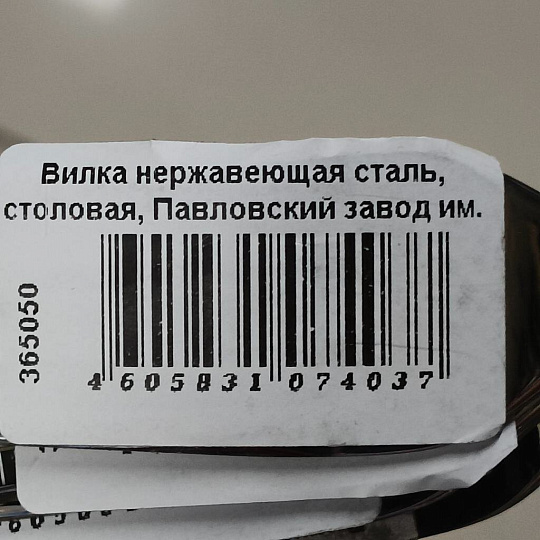 Вилка нержавеющая сталь,
столовая, Павловский завод им.
365050
4 605831 074037